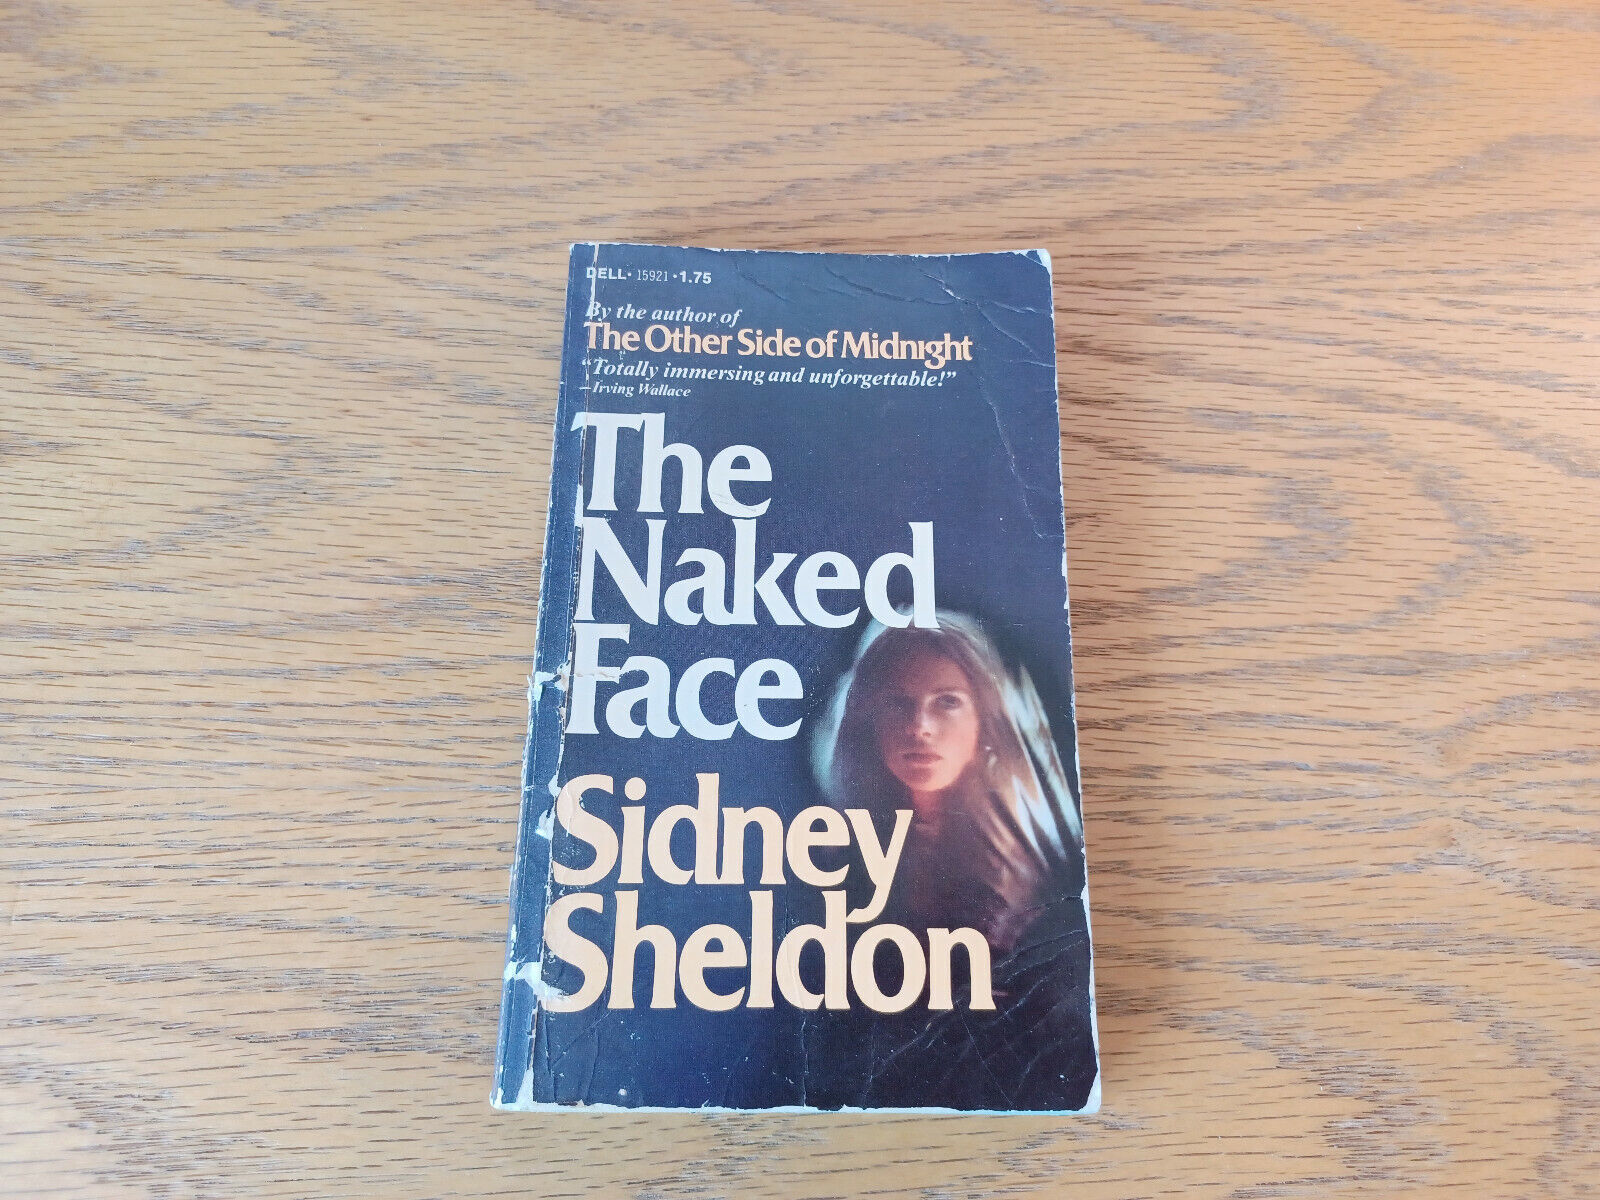 DELL • 15921 • 1.75
By the author of
The Other Side of Midnight
“Totally immersing and unforgettable!”
–Irving Wallace
The
Naked
Face
Sidney
Sheldon